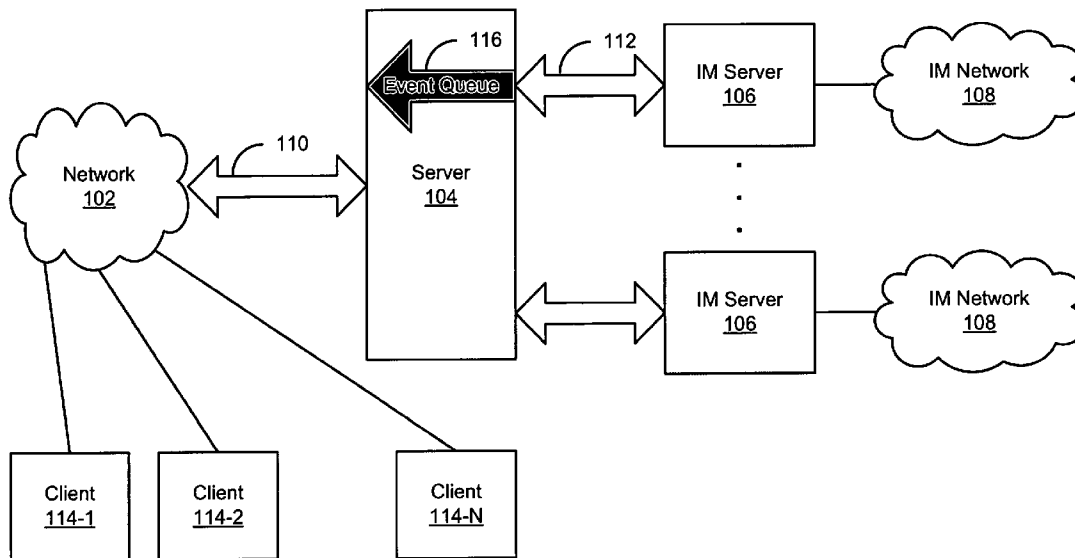 116
112
Event Queue
IM Server
106
IM Network
108
110
Network
102
Server
104
IM Server
106
IM Network
108
Client
114-1
Client
114-2
Client
114-N